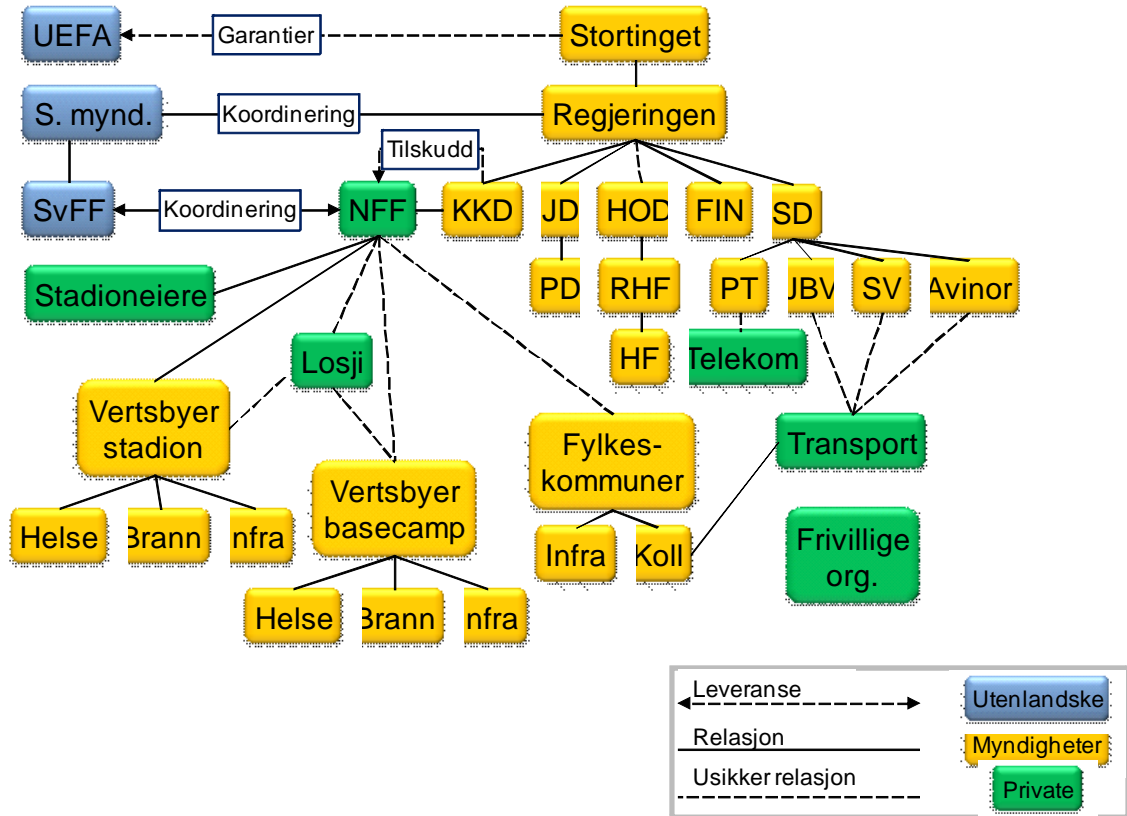 UEFA
Garantier
Stortinget
S. mynd.
Koordinering
Regjeringen
Tilskudd
SvFF
Koordinering
NFF
KKD
JD
HOD
FIN
SD
Stadioneiere
PD
RHF
PT
JBV
SV
Avinor
Losji
HF
Telekom
Vertsbyer
stadion
Fylkes-
kommuner
Transport
Vertsbyer
basecamp
Helse
Brann
nfra
Infra
Koll
Frivillige
org.
Helse
Brann
nfra
Leveranse
Utenlandske
Relasjon
Myndigheter
Usikker relasjon
Private